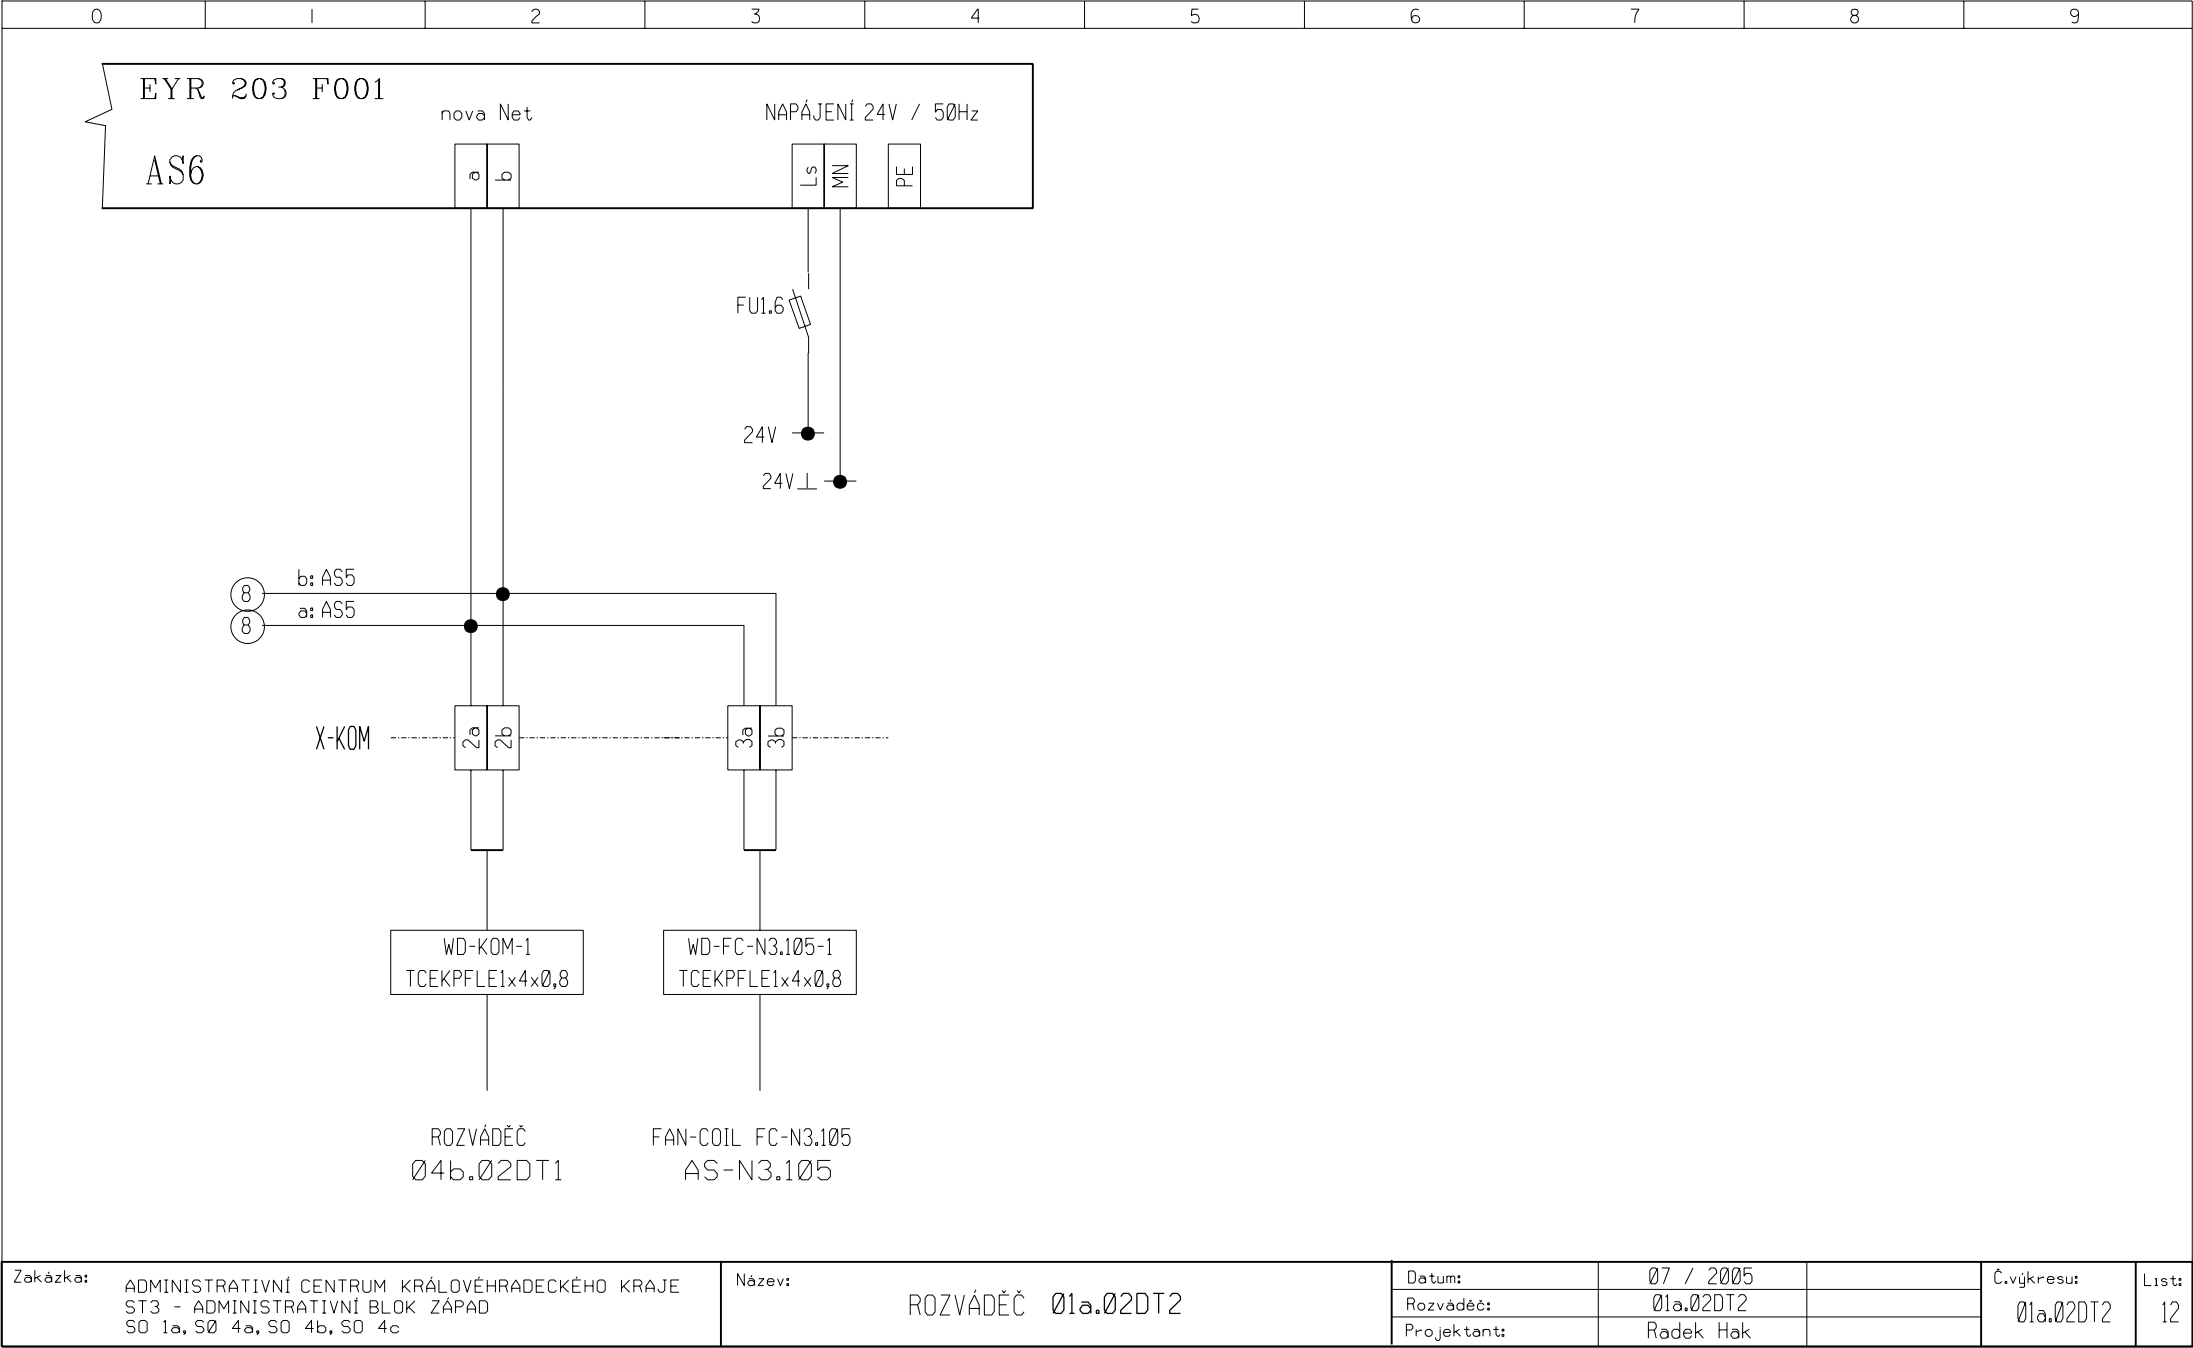 0 1 2 3 4 5 6 7 8 9
EYR 203 F001
nova Net
NAPÁJENÍ 24V / 50Hz
AS6
a b Ls MN PE
FU1.6
24V
24V⊥
8 b: AS5
8 a: AS5
X-KOM 2a 2b 3a 3b
WD-KOM-1
TCEKPFLE1x4x0,8
WD-FC-N3.105-1
TCEKPFLE1x4x0,8
ROZVÁDĚČ
04b.02DT1
FAN-COIL FC-N3.105
AS-N3.105
Zakázka:
ADMINISTRATIVNÍ CENTRUM KRÁLOVÉHRADECKÉHO KRAJE
ST3 - ADMINISTRATIVNÍ BLOK ZÁPAD
SO 1a, SO 4a, SO 4b, SO 4c
Název:
ROZVÁDĚČ 01a.02DT2
Datum: 07 / 2005
Rozváděč: 01a.02DT2
Projektant: Radek Hak
Č.výkresu:
01a.02DT2
List:
12